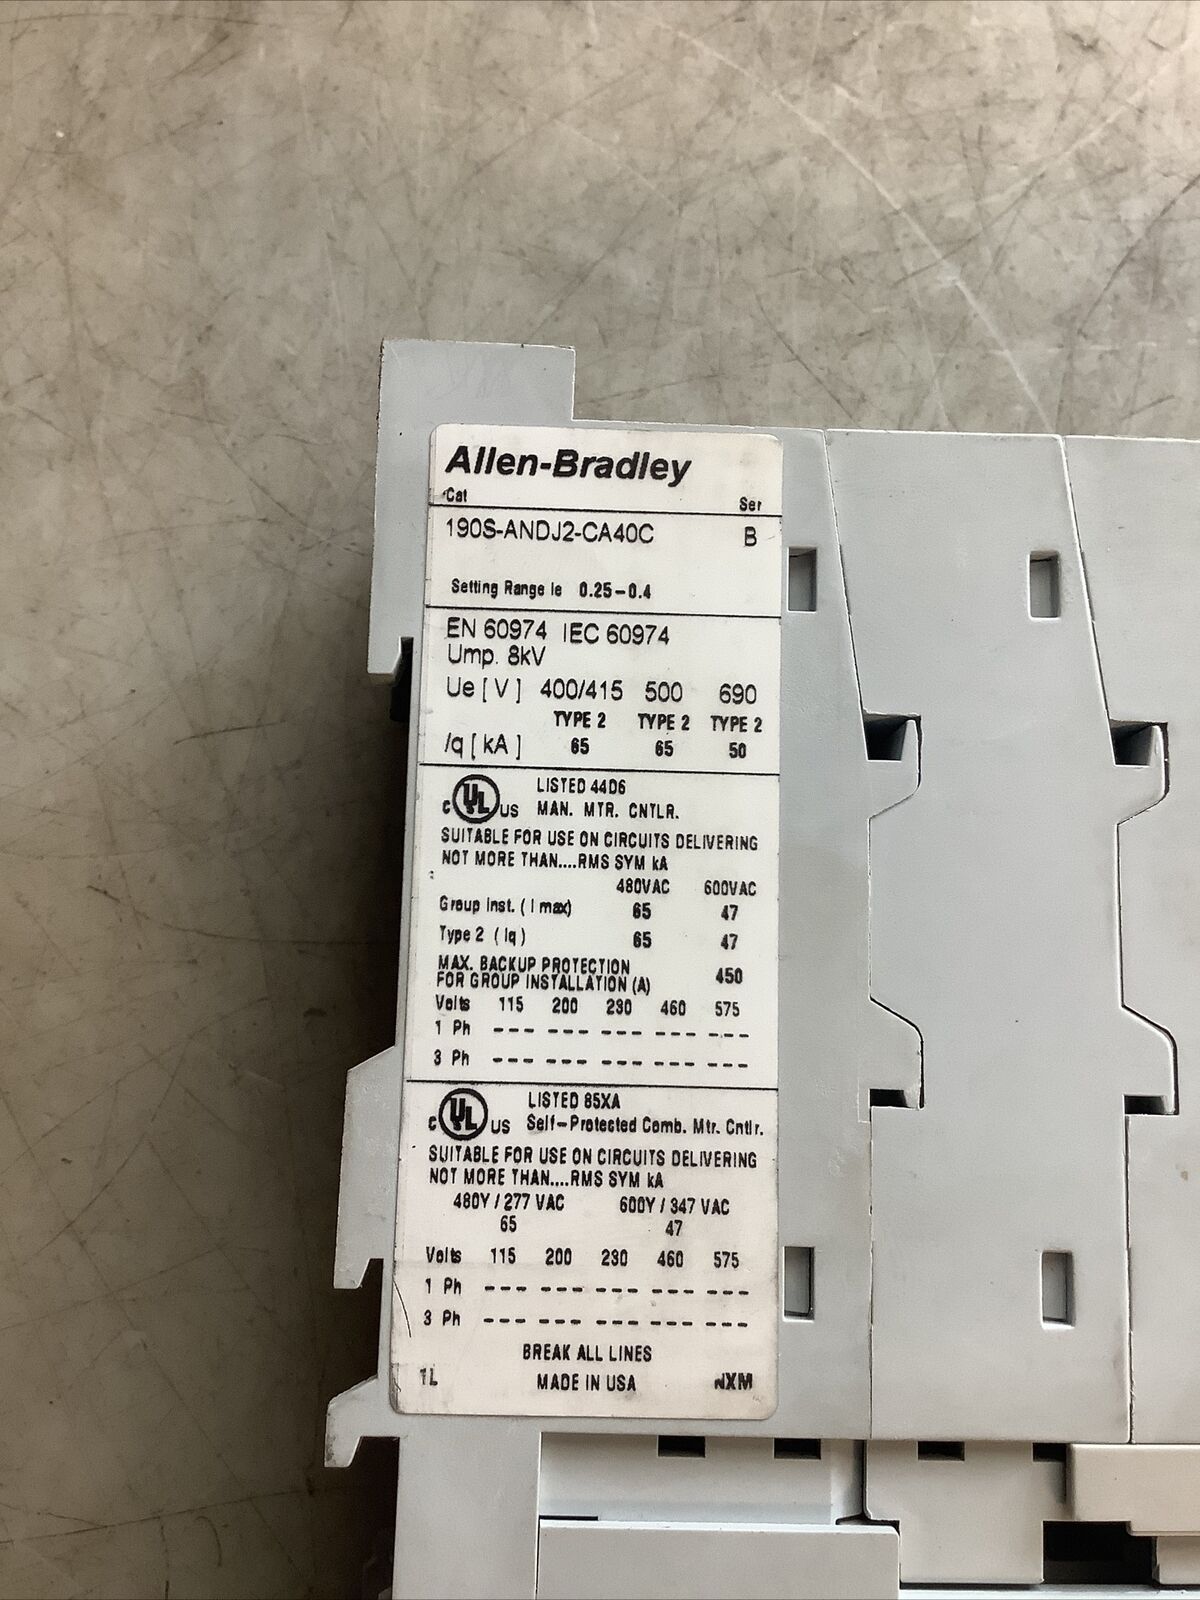 Allen-Bradley
Cat Ser
190S-ANDJ2-CA40C B
Setting Range Ie 0.25-0.4
EN 60974 IEC 60974
Ump. 8kV
Ue [ V ] 400/415 500 690
TYPE 2 TYPE 2 TYPE 2
Iq [ kA ] 65 65 50
C UL US LISTED 44D6
MAN. MTR. CNTLR.
SUITABLE FOR USE ON CIRCUITS DELIVERING
NOT MORE THAN....RMS SYM kA
480VAC 600VAC
Group Inst. ( I max) 65 47
Type 2 ( Iq ) 65 47
MAX. BACKUP PROTECTION
FOR GROUP INSTALLATION (A) 450
Volts 115 200 230 460 575
1 Ph --- --- --- --- ---
3 Ph --- --- --- --- ---
C UL US LISTED 85XA
Self-Protected Comb. Mtr. Cntlr.
SUITABLE FOR USE ON CIRCUITS DELIVERING
NOT MORE THAN....RMS SYM kA
480Y / 277 VAC 600Y / 347 VAC
65 47
Volts 115 200 230 460 575
1 Ph --- --- --- --- ---
3 Ph --- --- --- --- ---
BREAK ALL LINES
1L MADE IN USA NXM